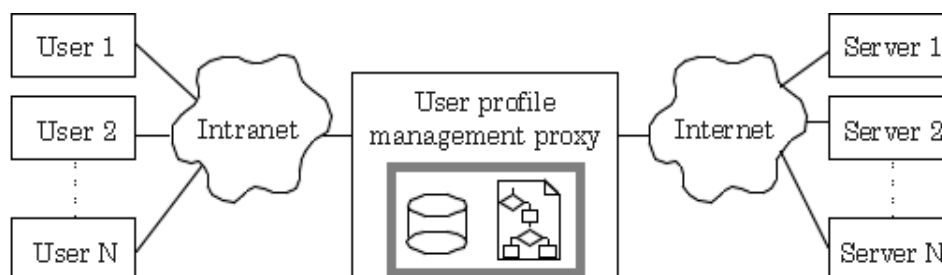 User 1
User 2
User N
Intranet
User profile
management proxy
Internet
Server 1
Server 2
Server N